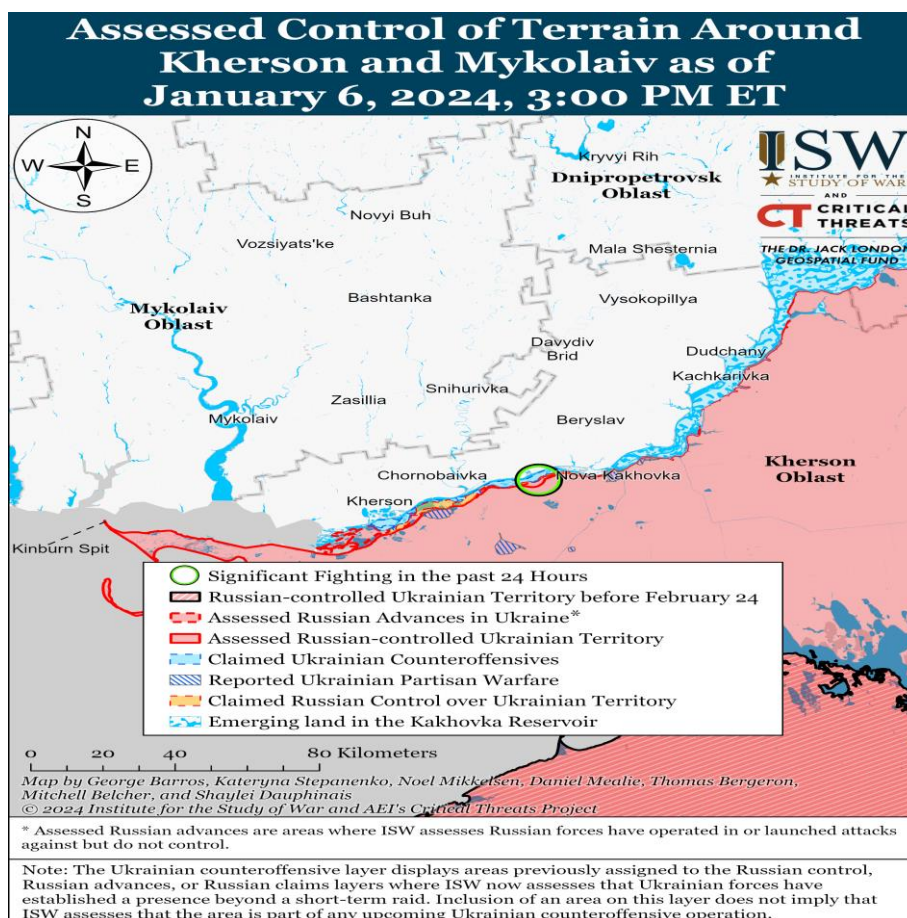 Assessed Control of Terrain Around
Kherson and Mykolaiv as of
January 6, 2024, 3:00 PM ET
N
W E
S
ISW
INSTITUTE FOR THE
STUDY OF WAR
AND
CT CRITICAL
THREATS
THE DR. JACK LONDON
GEOSPATIAL FUND
Kryvyi Rih
Dnipropetrovsk
Oblast
Novyi Buh
Vozsiyats'ke
Mala Shesternia
Bashtanka
Vysokopillya
Mykolaiv
Oblast
Davydiv
Brid
Dudchany
Kachkarivka
Snihurivka
Zasillia
Mykolaiv
Beryslav
Kherson
Oblast
Chornobaivka
Nova Kakhovka
Kherson
Kinburn Spit
Significant Fighting in the past 24 Hours
Russian-controlled Ukrainian Territory before February 24
Assessed Russian Advances in Ukraine*
Assessed Russian-controlled Ukrainian Territory
Claimed Ukrainian Counteroffensives
Reported Ukrainian Partisan Warfare
Claimed Russian Control over Ukrainian Territory
Emerging land in the Kakhovka Reservoir
0 20 40 80 Kilometers
Map by George Barros, Kateryna Stepanenko, Noel Mikkelsen, Daniel Mealie, Thomas Bergeron,
Mitchell Belcher, and Shaylei Dauphinais
© 2024 Institute for the Study of War and AEI's Critical Threats Project
* Assessed Russian advances are areas where ISW assesses Russian forces have operated in or launched attacks
against but do not control.
Note: The Ukrainian counteroffensive layer displays areas previously assigned to the Russian control,
Russian advances, or Russian claims layers where ISW now assesses that Ukrainian forces have
established a presence beyond a short-term raid. Inclusion of an area on this layer does not imply that
ISW assesses that the area is part of any upcoming Ukrainian counteroffensive operation.